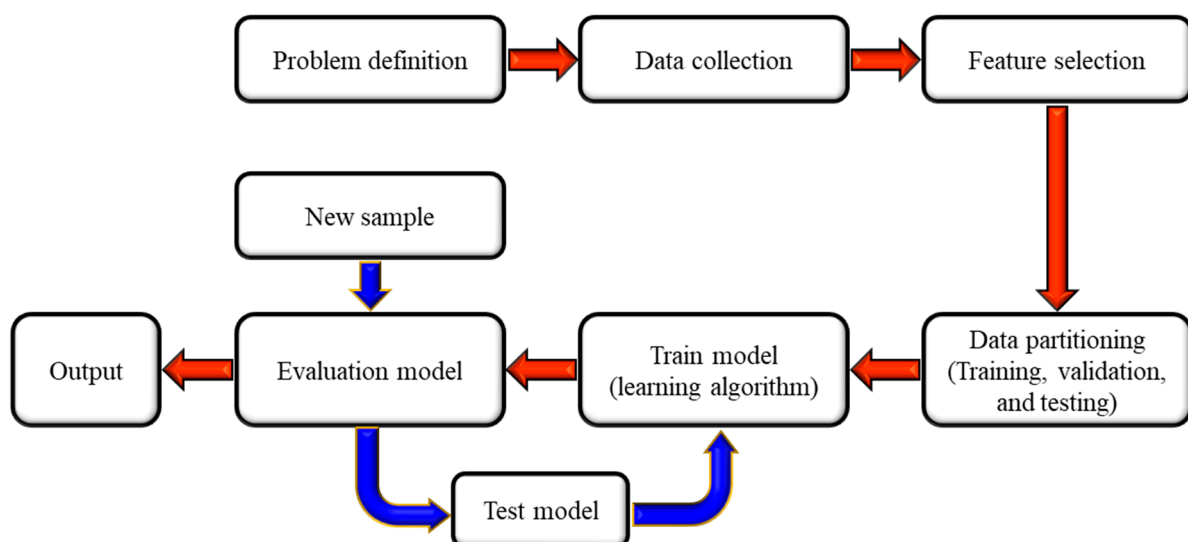 Problem definition
Data collection
Feature selection
New sample
Output
Evaluation model
Train model
(learning algorithm)
Data partitioning
(Training, validation,
and testing)
Test model